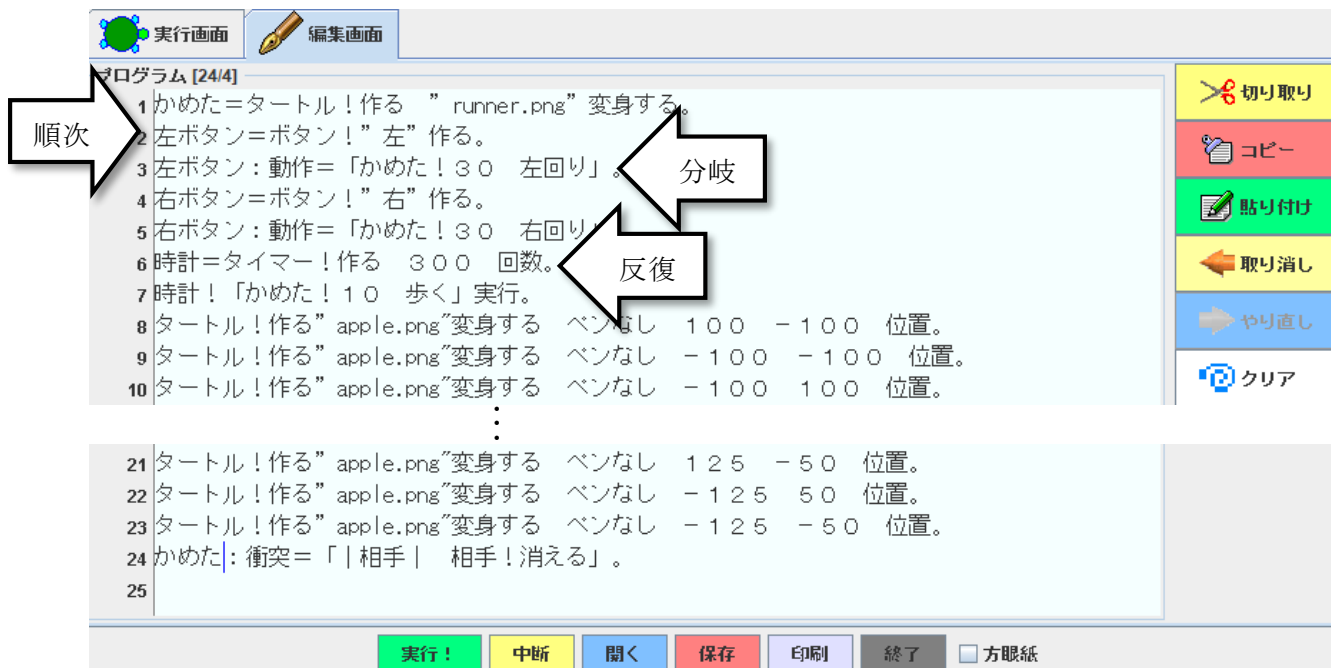 実行画面 編集画面
プログラム [24/4]
1 かめた=タートル!作る ”runner.png”変身する。
2 左ボタン=ボタン!”左”作る。
3 左ボタン:動作=「かめた!30 左回り」。
4 右ボタン=ボタン!”右”作る。
5 右ボタン:動作=「かめた!30 右回り
6 時計=タイマー!作る 300 回数。
7 時計!「かめた!10 歩く」実行。
8 タートル!作る”apple.png”変身する ペンなし 100 -100 位置。
9 タートル!作る”apple.png”変身する ペンなし -100 -100 位置。
10 タートル!作る”apple.png”変身する ペンなし -100 100 位置。
⋮
21 タートル!作る”apple.png”変身する ペンなし 125 -50 位置。
22 タートル!作る”apple.png”変身する ペンなし -125 50 位置。
23 タートル!作る”apple.png”変身する ペンなし -125 -50 位置。
24 かめた:衝突=「|相手| 相手!消える」。
25
順次
分岐
反復
切り取り
コピー
貼り付け
取り消し
やり直し
クリア
実行! 中断 開く 保存 印刷 終了 方眼紙